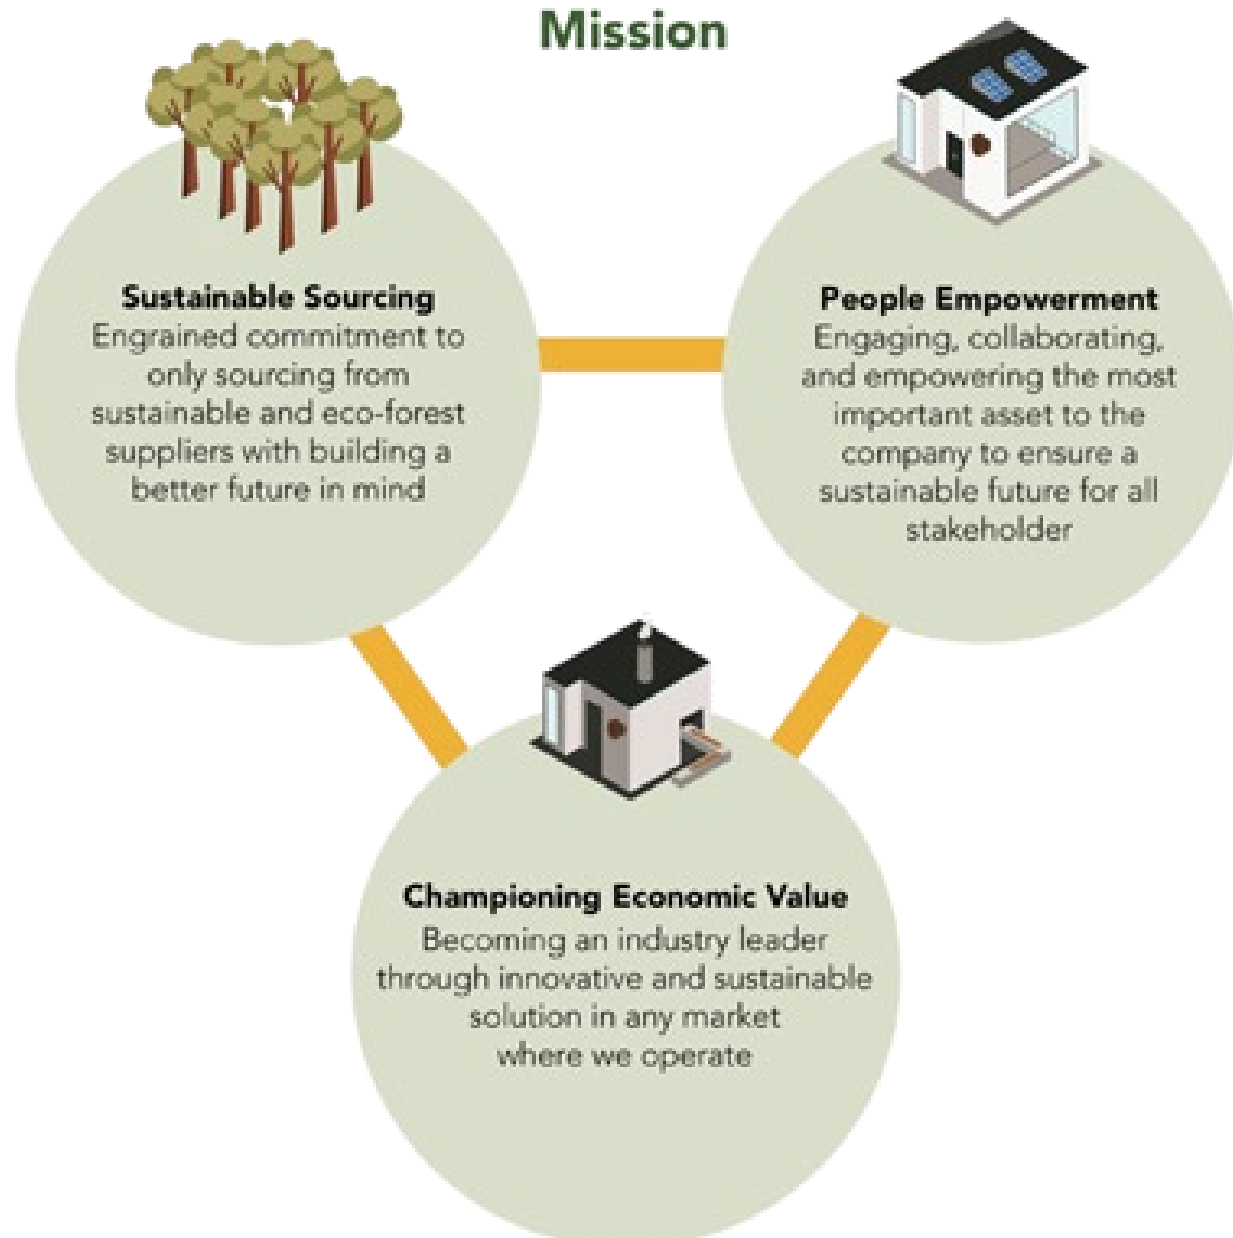 Mission
Sustainable Sourcing
Engrained commitment to
only sourcing from
sustainable and eco-forest
suppliers with building a
better future in mind
People Empowerment
Engaging, collaborating,
and empowering the most
important asset to the
company to ensure a
sustainable future for all
stakeholder
Championing Economic Value
Becoming an industry leader
through innovative and sustainable
solution in any market
where we operate